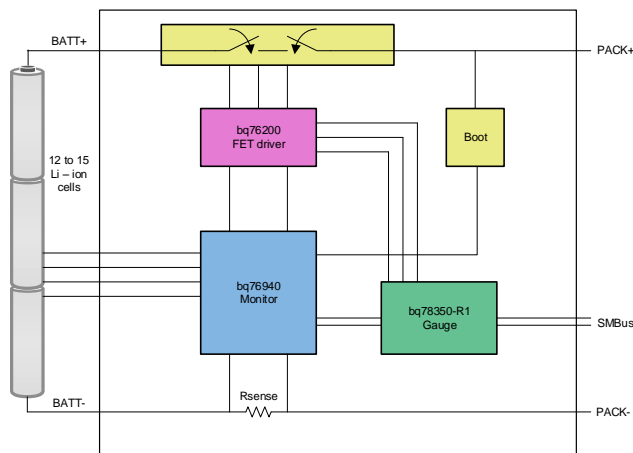 BATT+
PACK+
bq76200
FET driver
Boot
12 to 15
Li – ion
cells
bq76940
Monitor
bq78350-R1
Gauge
SMBus
Rsense
BATT-
PACK-